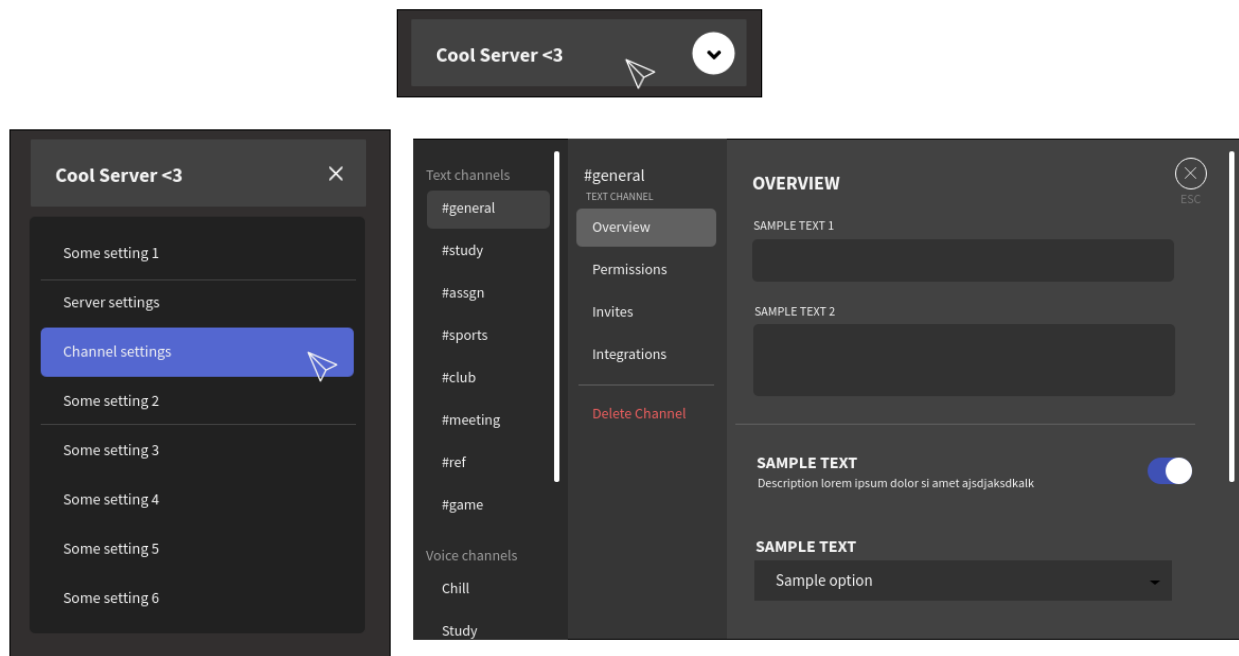 Cool Server <3
Cool Server <3
Some setting 1
Server settings
Channel settings
Some setting 2
Some setting 3
Some setting 4
Some setting 5
Some setting 6
Text channels
#general
#study
#assgn
#sports
#club
#meeting
#ref
#game
Voice channels
Chill
Study
#general
TEXT CHANNEL
Overview
Permissions
Invites
Integrations
Delete Channel
OVERVIEW
ESC
SAMPLE TEXT 1
SAMPLE TEXT 2
SAMPLE TEXT
Description lorem ipsum dolor si amet ajsdjaksdkalk
SAMPLE TEXT
Sample option